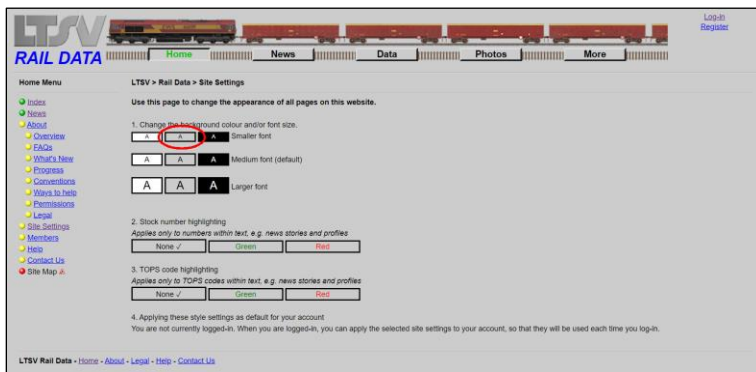 LTSV
RAIL DATA
Log-in
Register
Home
News
Data
Photos
More
Home Menu
Index
News
About
Overview
FAQs
What's New
Progress
Conventions
Ways to help
Permissions
Legal
Site Settings
Members
Help
Contact Us
Site Map
LTSV > Rail Data > Site Settings
Use this page to change the appearance of all pages on this website.
1. Change the background colour and/or font size.
A A A Smaller font
A A A Medium font (default)
A A A Larger font
2. Stock number highlighting
Applies only to numbers within text, e.g. news stories and profiles
None ✓ Green Red
3. TOPS code highlighting
Applies only to TOPS codes within text, e.g. news stories and profiles
None ✓ Green Red
4. Applying these style settings as default for your account
You are not currently logged-in. When you are logged-in, you can apply the selected site settings to your account, so that they will be used each time you log-in.
LTSV Rail Data - Home - About - Legal - Help - Contact Us